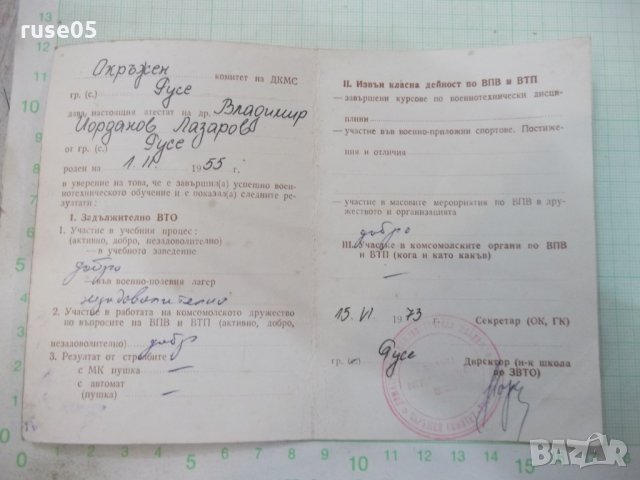 ruse05
Окръжен комитет на ДКМС
гр. (с.) Русе
дава настоящия атестат на др. Владимир
Йорданов Лазаров
от гр. (с.) Русе
роден на 1. II. 1955 г.
в уверение на това, че е завършил(а) успешно воен-
нотехническото обучение и е показал(а) следните ре-
зултати:
I. Задължително ВТО
1. Участие в учебния процес:
(активно, добро, незадоволително)
— в учебното заведение
добро
— във военно-полевия лагер
2. Участие в работата на комсомолското дружество
по въпросите на ВПВ и ВТП (активно, добро,
незадоволително) добр
3. Резултат от стрелбите
с МК пушка —
с автомат —
(пушка)
II. Извън класна дейност по ВПВ и ВТП
— завършени курсове по военнотехнически дисци-
плини
— участие във военно-приложни спортове. Постиже-
ния и отличия
— участие в масовите мероприятия по ВПВ в дру-
жеството и организацията
добро
III. Участие в комсомолските органи по ВПВ
и ВТП (кога и като какъв)
—
15. VI 1973 г. Секретар (ОК, ГК)
гр. (с.) Русе Директор (н-к школа
по ЗВТО)
bazar.bg